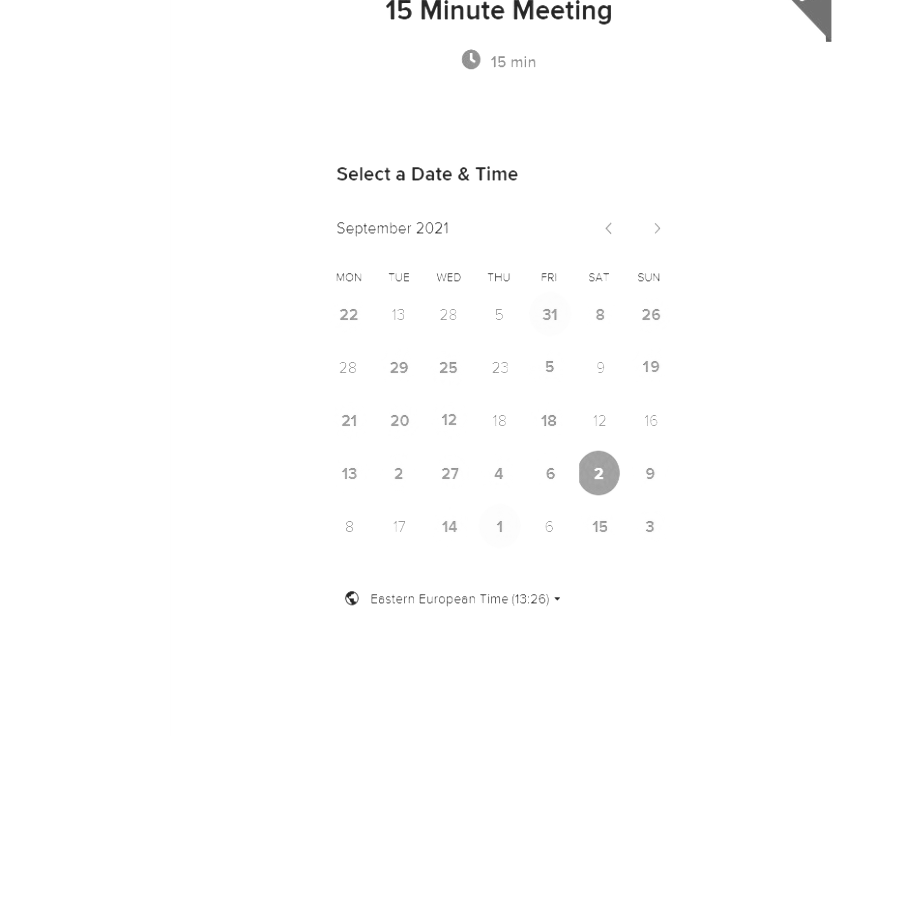 15 Minute Meeting
15 min
Select a Date & Time
September 2021
MON TUE WED THU FRI SAT SUN
22 13 28 5 31 8 26
28 29 25 23 5 9 19
21 20 12 18 18 12 16
13 2 27 4 6 2 9
8 17 14 1 6 15 3
Eastern European Time (13:26)